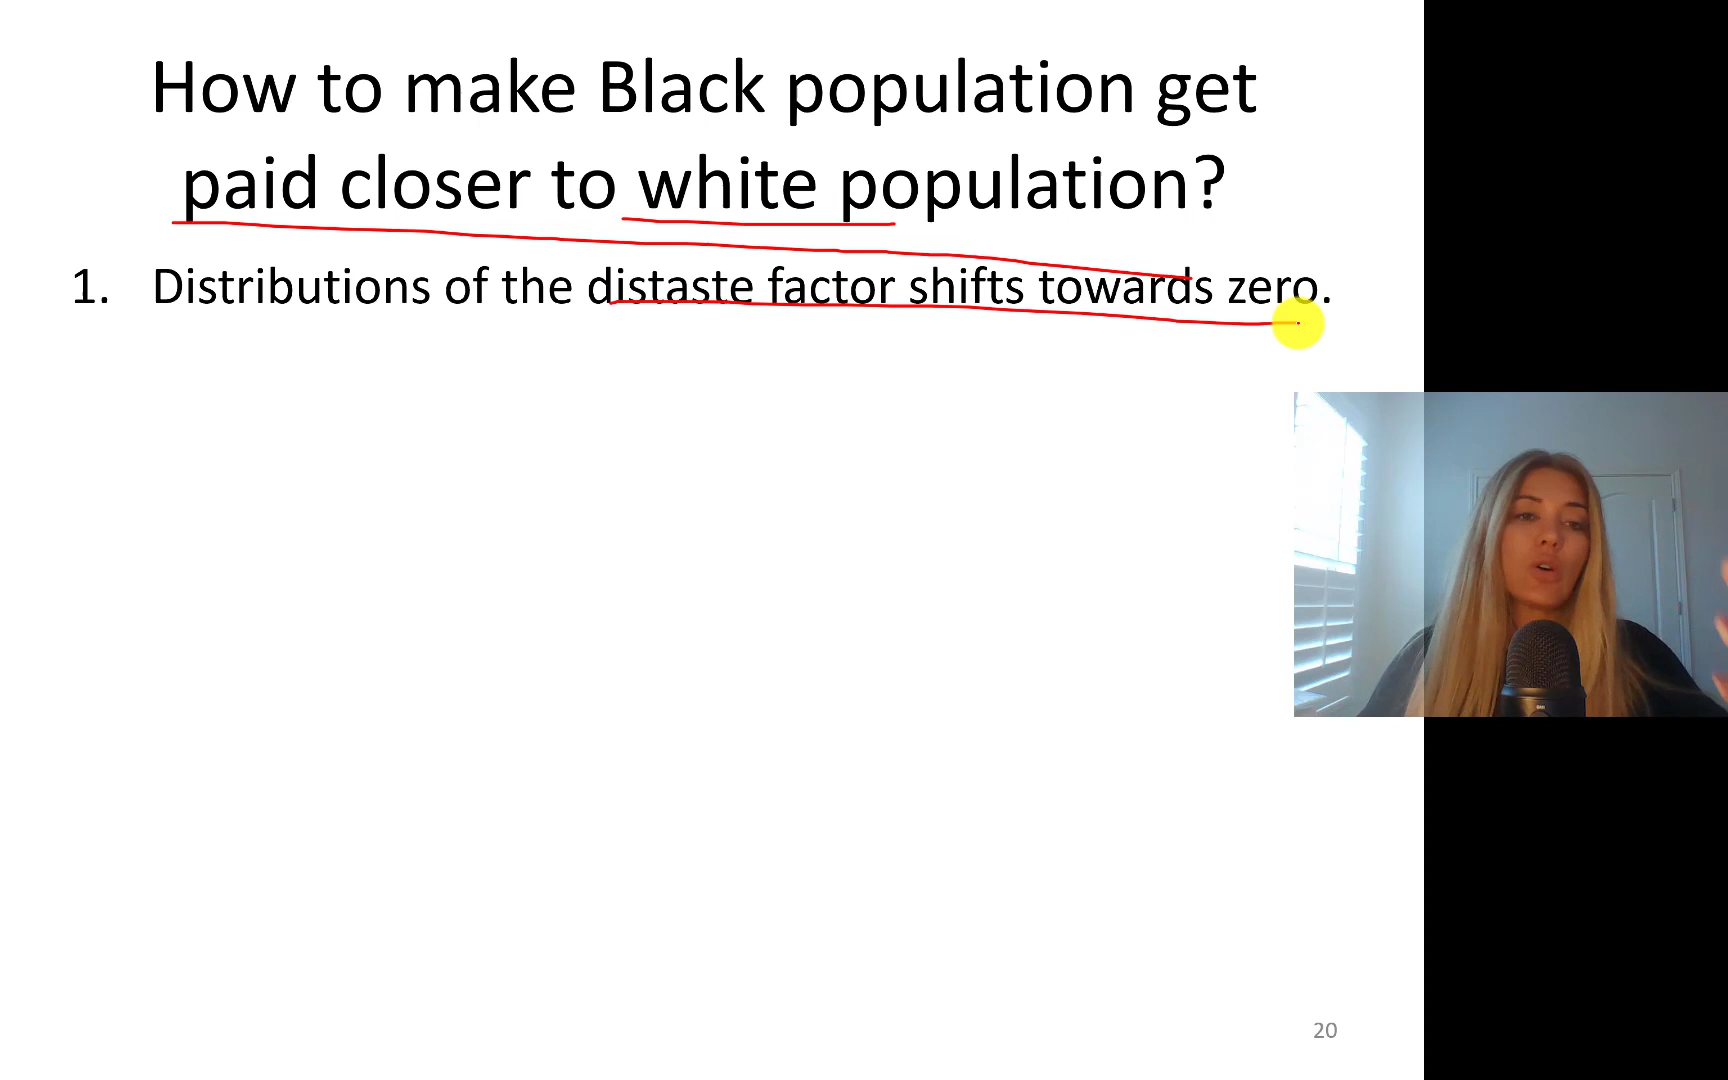 How to make Black population get
paid closer to white population?
1. Distributions of the distaste factor shifts towards zero.
20